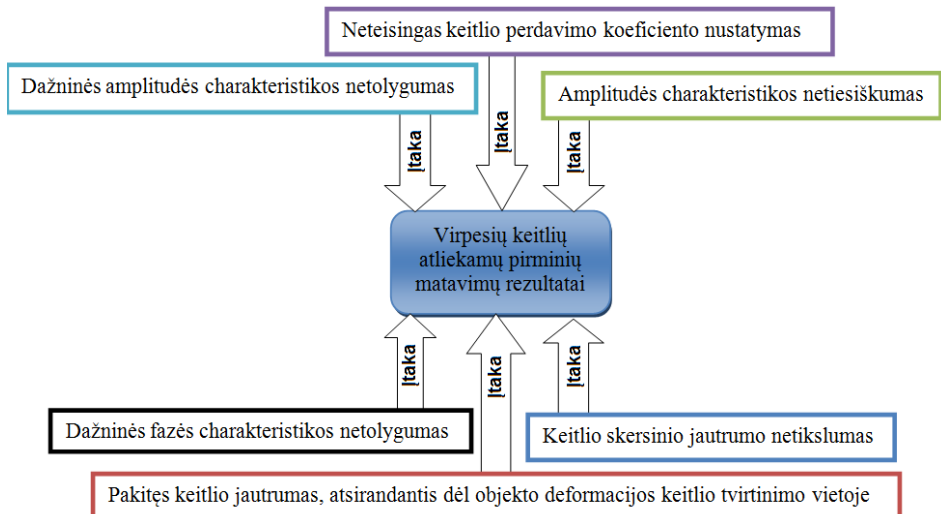 Neteisingas keitlio perdavimo koeficiento nustatymas
Dažninės amplitudės charakteristikos netolygumas
Amplitudės charakteristikos netiesiškumas
Įtaka
Įtaka
Įtaka
Virpesių keitlių
atliekamų pirminių
matavimų rezultatai
Įtaka
Įtaka
Įtaka
Dažninės fazės charakteristikos netolygumas
Keitlio skersinio jautrumo netikslumas
Pakitęs keitlio jautrumas, atsirandantis dėl objekto deformacijos keitlio tvirtinimo vietoje